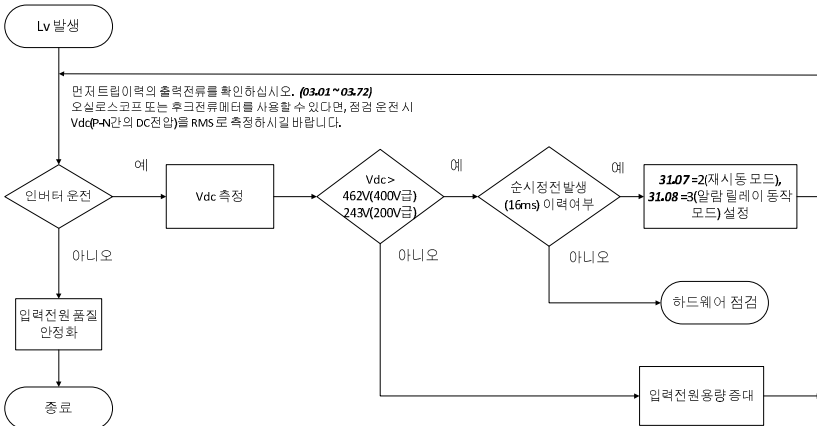 Lv 발생
먼저 트립이력의 출력전류를 확인하십시오. (03.01 ~ 03.72)
오실로스코프 또는 후크전류메터를 사용할 수 있다면, 점검 운전 시
Vdc(P-N간의 DC전압)을 RMS로 측정하시길 바랍니다.
인버터 운전
예
Vdc 측정
Vdc >
462V(400V급)
243V(200V급)
예
순시정전발생
(16ms) 이력여부
예
31.07 =2(재시동 모드),
31.08 =3(알람 릴레이 동작
모드) 설정
아니오
아니오
아니오
입력전원 품질
안정화
하드웨어 점검
종료
입력전원용량 증대